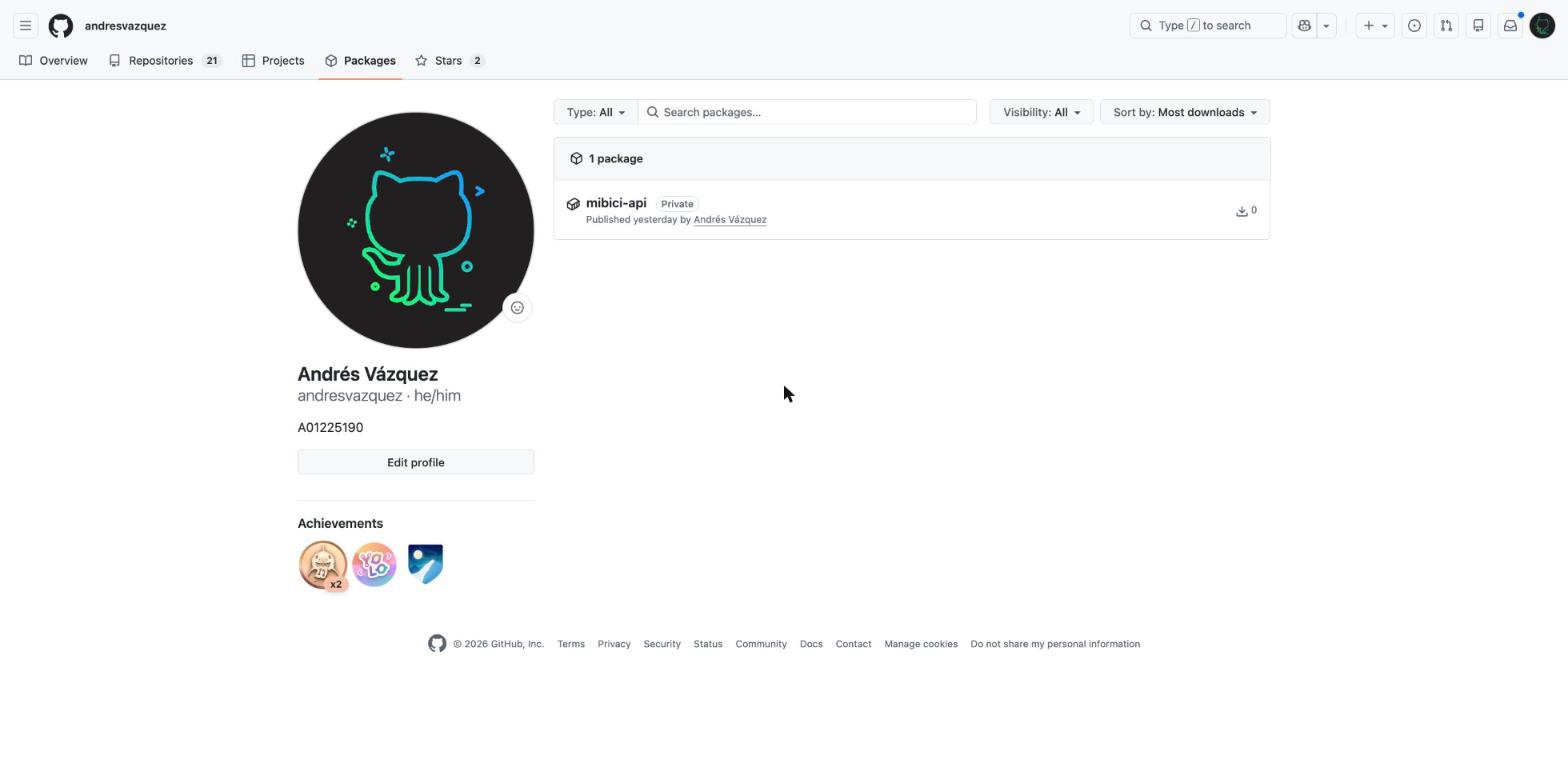 andresvazquez
Type / to search
Overview
Repositories 21
Projects
Packages
Stars 2
Type: All
Search packages...
Visibility: All
Sort by: Most downloads
1 package
mibici-api Private
Published yesterday by Andrés Vázquez
0
Andrés Vázquez
andresvazquez · he/him
A01225190
Edit profile
Achievements
x2
YOLO
© 2026 GitHub, Inc. Terms Privacy Security Status Community Docs Contact Manage cookies Do not share my personal information